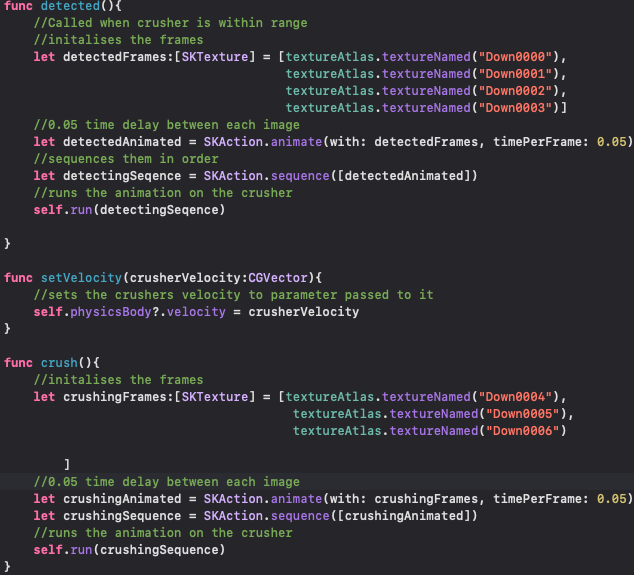 func detected(){
//Called when crusher is within range
//initalises the frames
let detectedFrames:[SKTexture] = [textureAtlas.textureNamed("Down0000"),
textureAtlas.textureNamed("Down0001"),
textureAtlas.textureNamed("Down0002"),
textureAtlas.textureNamed("Down0003")]
//0.05 time delay between each image
let detectedAnimated = SKAction.animate(with: detectedFrames, timePerFrame: 0.05)
//sequences them in order
let detectingSeqence = SKAction.sequence([detectedAnimated])
//runs the animation on the crusher
self.run(detectingSeqence)
}
func setVelocity(crusherVelocity:CGVector){
//sets the crushers velocity to parameter passed to it
self.physicsBody?.velocity = crusherVelocity
}
func crush(){
//initalises the frames
let crushingFrames:[SKTexture] = [textureAtlas.textureNamed("Down0004"),
textureAtlas.textureNamed("Down0005"),
textureAtlas.textureNamed("Down0006")
]
//0.05 time delay between each image
let crushingAnimated = SKAction.animate(with: crushingFrames, timePerFrame: 0.05)
let crushingSequence = SKAction.sequence([crushingAnimated])
//runs the animation on the crusher
self.run(crushingSequence)
}